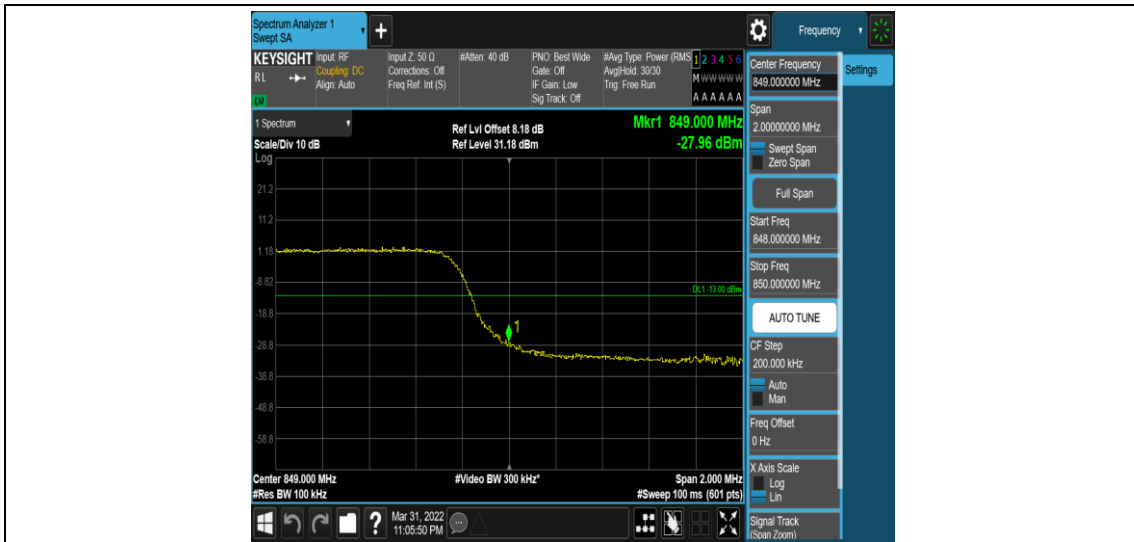 Spectrum Analyzer 1
Swept SA
+
Frequency
KEYSIGHT
RL
LXI
Input: RF
Coupling: DC
Align: Auto
Input Z: 50 Ω
Corrections: Off
Freq Ref: Int (S)
#Atten: 40 dB
PNO: Best Wide
Gate: Off
IF Gain: Low
Sig Track: Off
#Avg Type: Power (RMS
Avg|Hold: 30/30
Trig: Free Run
1 2 3 4 5 6
M W W W W W
A A A A A A
1 Spectrum
Scale/Div 10 dB
Log
Ref Lvl Offset 8.18 dB
Ref Level 31.18 dBm
Mkr1 849.000 MHz
-27.96 dBm
21.2
11.2
1.18
-8.82
DL1 -13.00 dBm
-18.8
1
-28.8
-38.8
-48.8
-58.8
Center 849.000 MHz
#Res BW 100 kHz
#Video BW 300 kHz*
Span 2.000 MHz
#Sweep 100 ms (601 pts)
?
Mar 31, 2022
11:05:50 PM
Center Frequency
849.000000 MHz
Settings
Span
2.00000000 MHz
Swept Span
Zero Span
Full Span
Start Freq
848.000000 MHz
Stop Freq
850.000000 MHz
AUTO TUNE
CF Step
200.000 kHz
Auto
Man
Freq Offset
0 Hz
X Axis Scale
Log
Lin
Signal Track
(Span Zoom)